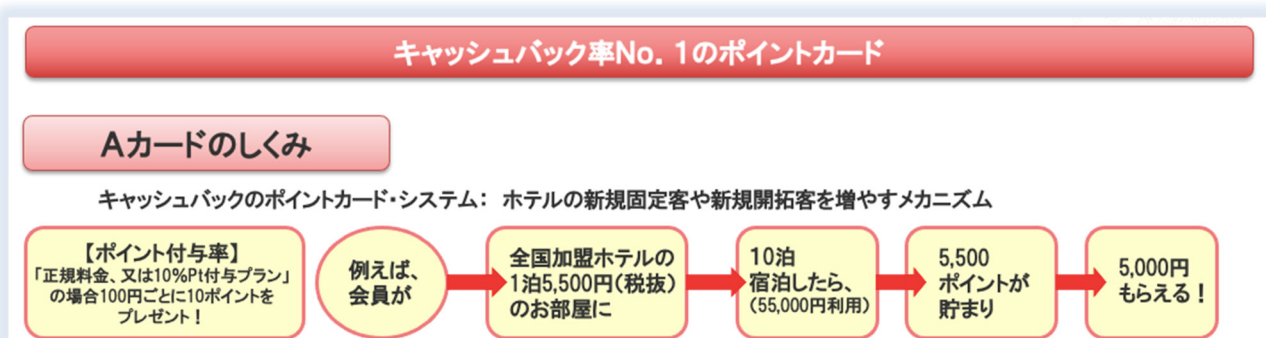 キャッシュバック率No. 1のポイントカード
Aカードのしくみ
キャッシュバックのポイントカード・システム: ホテルの新規固定客や新規開拓客を増やすメカニズム
【ポイント付与率】
「正規料金、又は10%Pt付与プラン」
の場合100円ごとに10ポイントを
プレゼント!
例えば、
会員が
全国加盟ホテルの
1泊5,500円(税抜)
のお部屋に
10泊
宿泊したら、
(55,000円利用)
5,500
ポイントが
貯まり
5,000円
もらえる!